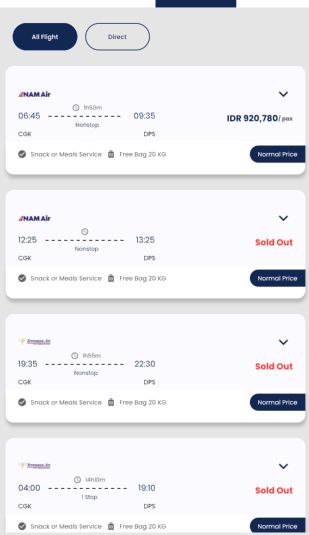 All Flight
Direct
NAM Air
1h50m
06:45
09:35
IDR 920,780/ pax
Nonstop
CGK
DPS
Snack or Meals Service
Free Bag 20 KG
Normal Price
NAM Air
12:25
13:25
Sold Out
Nonstop
CGK
DPS
Snack or Meals Service
Free Bag 20 KG
Normal Price
1h55m
19:35
22:30
Sold Out
Nonstop
CGK
DPS
Snack or Meals Service
Free Bag 20 KG
Normal Price
14h10m
04:00
19:10
Sold Out
1 Stop
CGK
DPS
Snack or Meals Service
Free Bag 20 KG
Normal Price